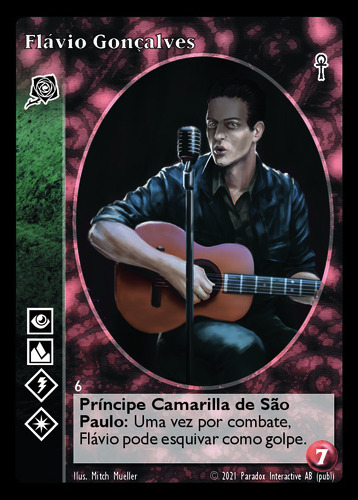 Flávio Gonçalves
6
Príncipe Camarilla de São
Paulo: Uma vez por combate,
Flávio pode esquivar como golpe.
7
Ilus. Mitch Mueller © 2021 Paradox Interactive AB (publ)